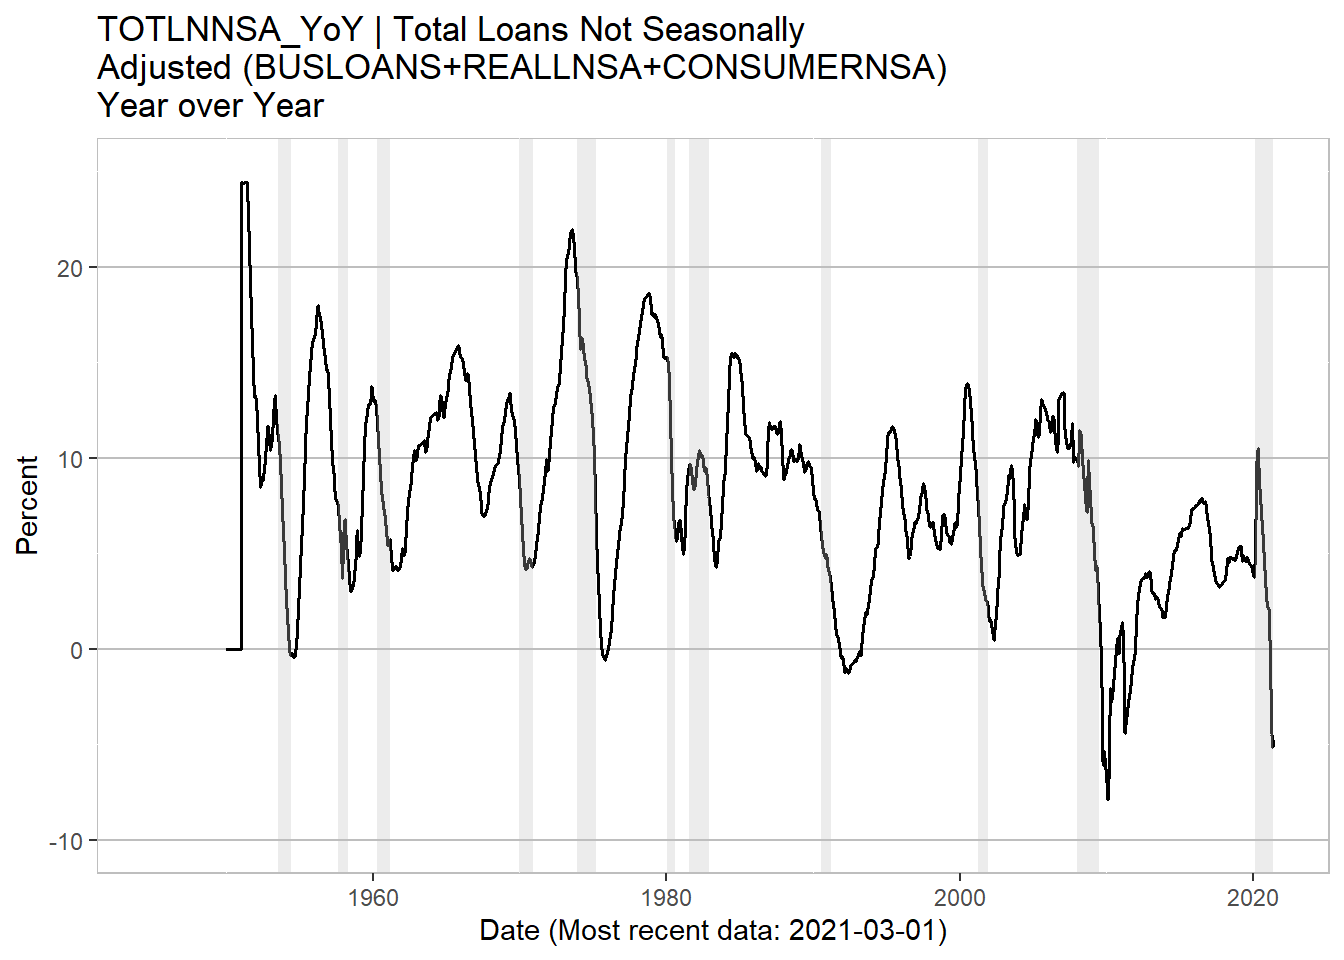 TOTLNNSA_YoY | Total Loans Not Seasonally
Adjusted (BUSLOANS+REALLNSA+CONSUMERNSA)
Year over Year
Percent
20
10
0
-10
1960
1980
2000
2020
Date (Most recent data: 2021-03-01)